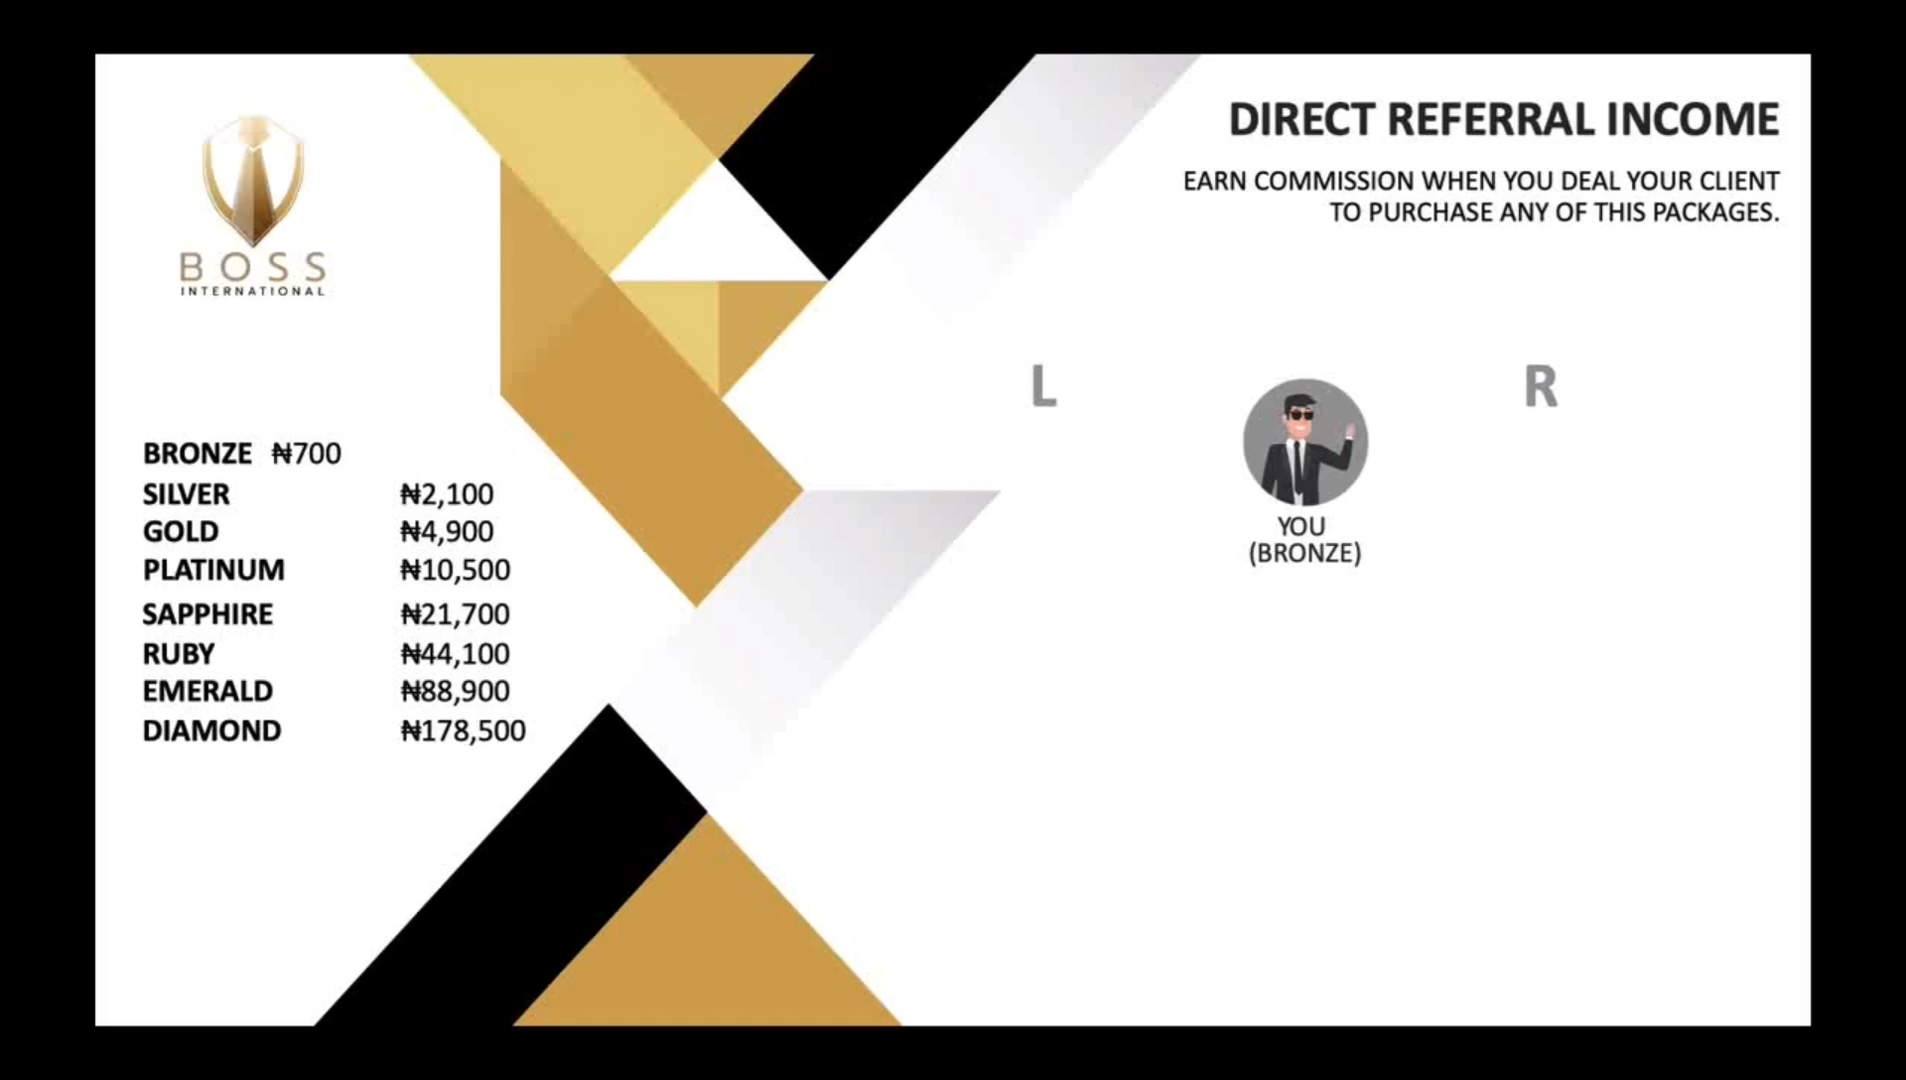 BOSS
INTERNATIONAL
DIRECT REFERRAL INCOME
EARN COMMISSION WHEN YOU DEAL YOUR CLIENT
TO PURCHASE ANY OF THIS PACKAGES.
BRONZE ₦700
SILVER ₦2,100
GOLD ₦4,900
PLATINUM ₦10,500
SAPPHIRE ₦21,700
RUBY ₦44,100
EMERALD ₦88,900
DIAMOND ₦178,500
L R
YOU
(BRONZE)